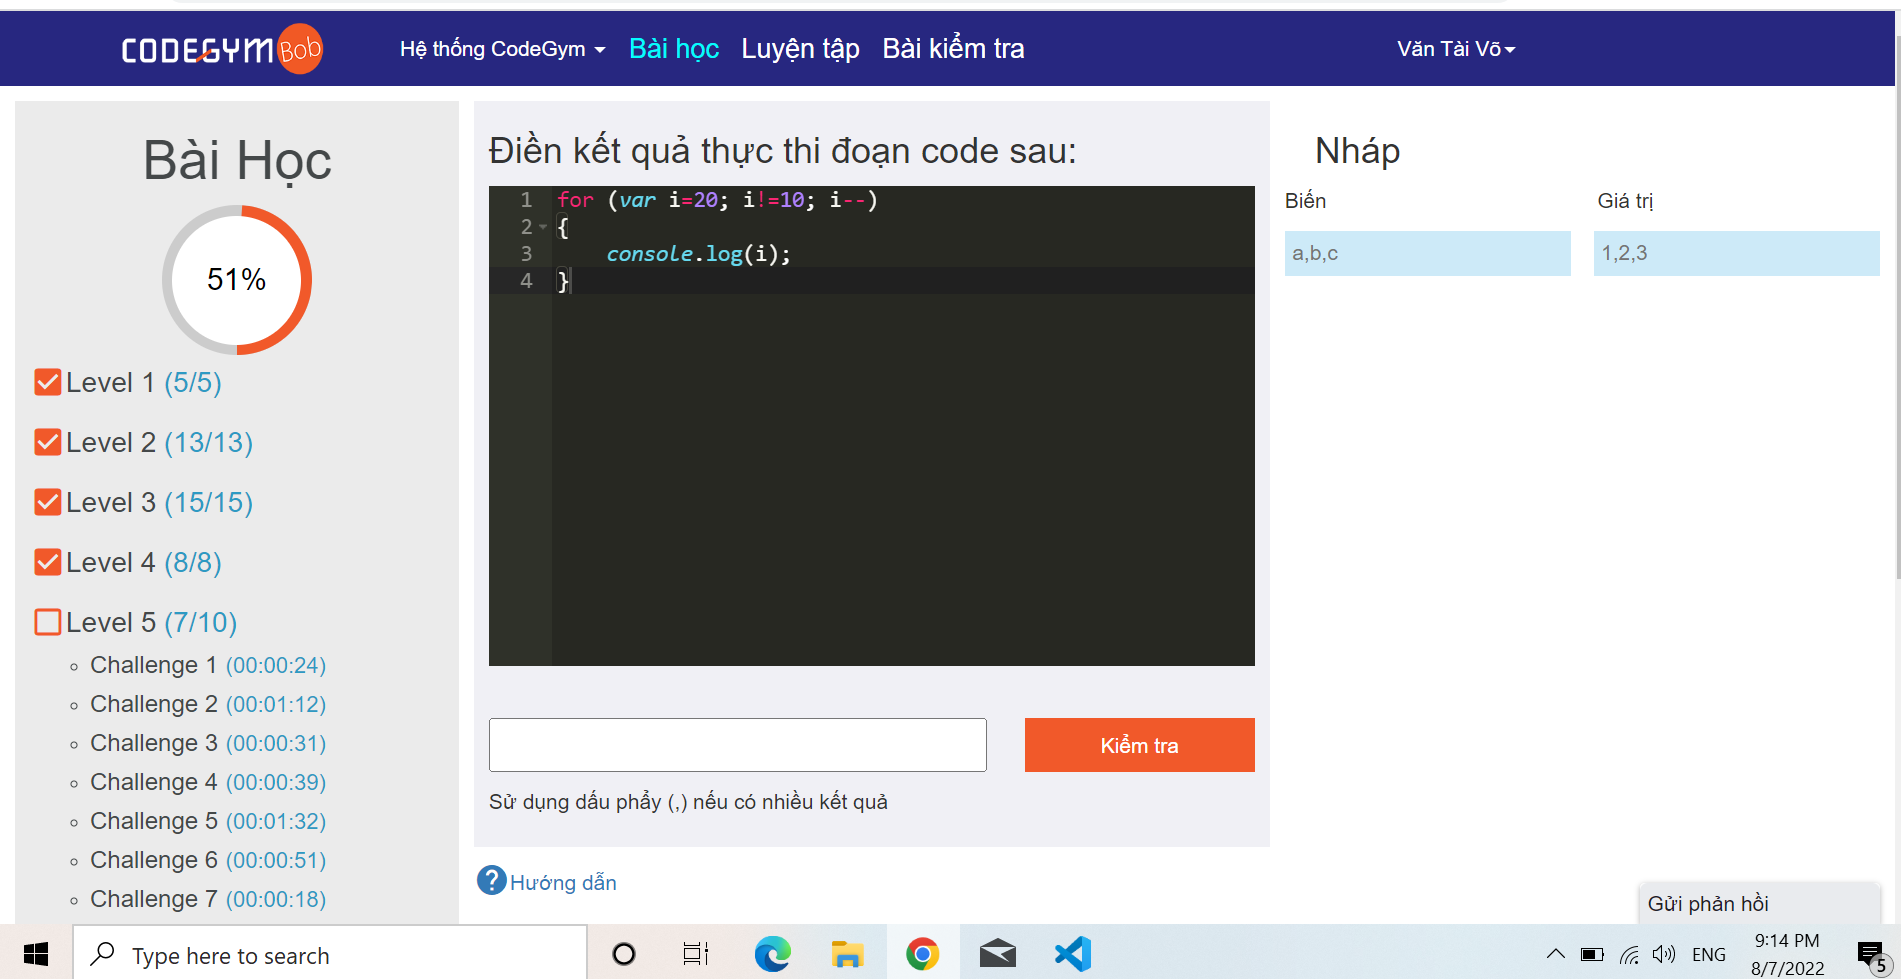 CODEGYM Bob
Hệ thống CodeGym
Bài học
Luyện tập
Bài kiểm tra
Văn Tài Võ
Bài Học
51%
Level 1 (5/5)
Level 2 (13/13)
Level 3 (15/15)
Level 4 (8/8)
Level 5 (7/10)
Challenge 1 (00:00:24)
Challenge 2 (00:01:12)
Challenge 3 (00:00:31)
Challenge 4 (00:00:39)
Challenge 5 (00:01:32)
Challenge 6 (00:00:51)
Challenge 7 (00:00:18)
Điền kết quả thực thi đoạn code sau:
1 for (var i=20; i!=10; i--)
2 {
3 console.log(i);
4 }
Kiểm tra
Sử dụng dấu phẩy (,) nếu có nhiều kết quả
? Hướng dẫn
Nháp
Biến Giá trị
a,b,c 1,2,3
Gửi phản hồi
Type here to search
ENG
9:14 PM
8/7/2022
5